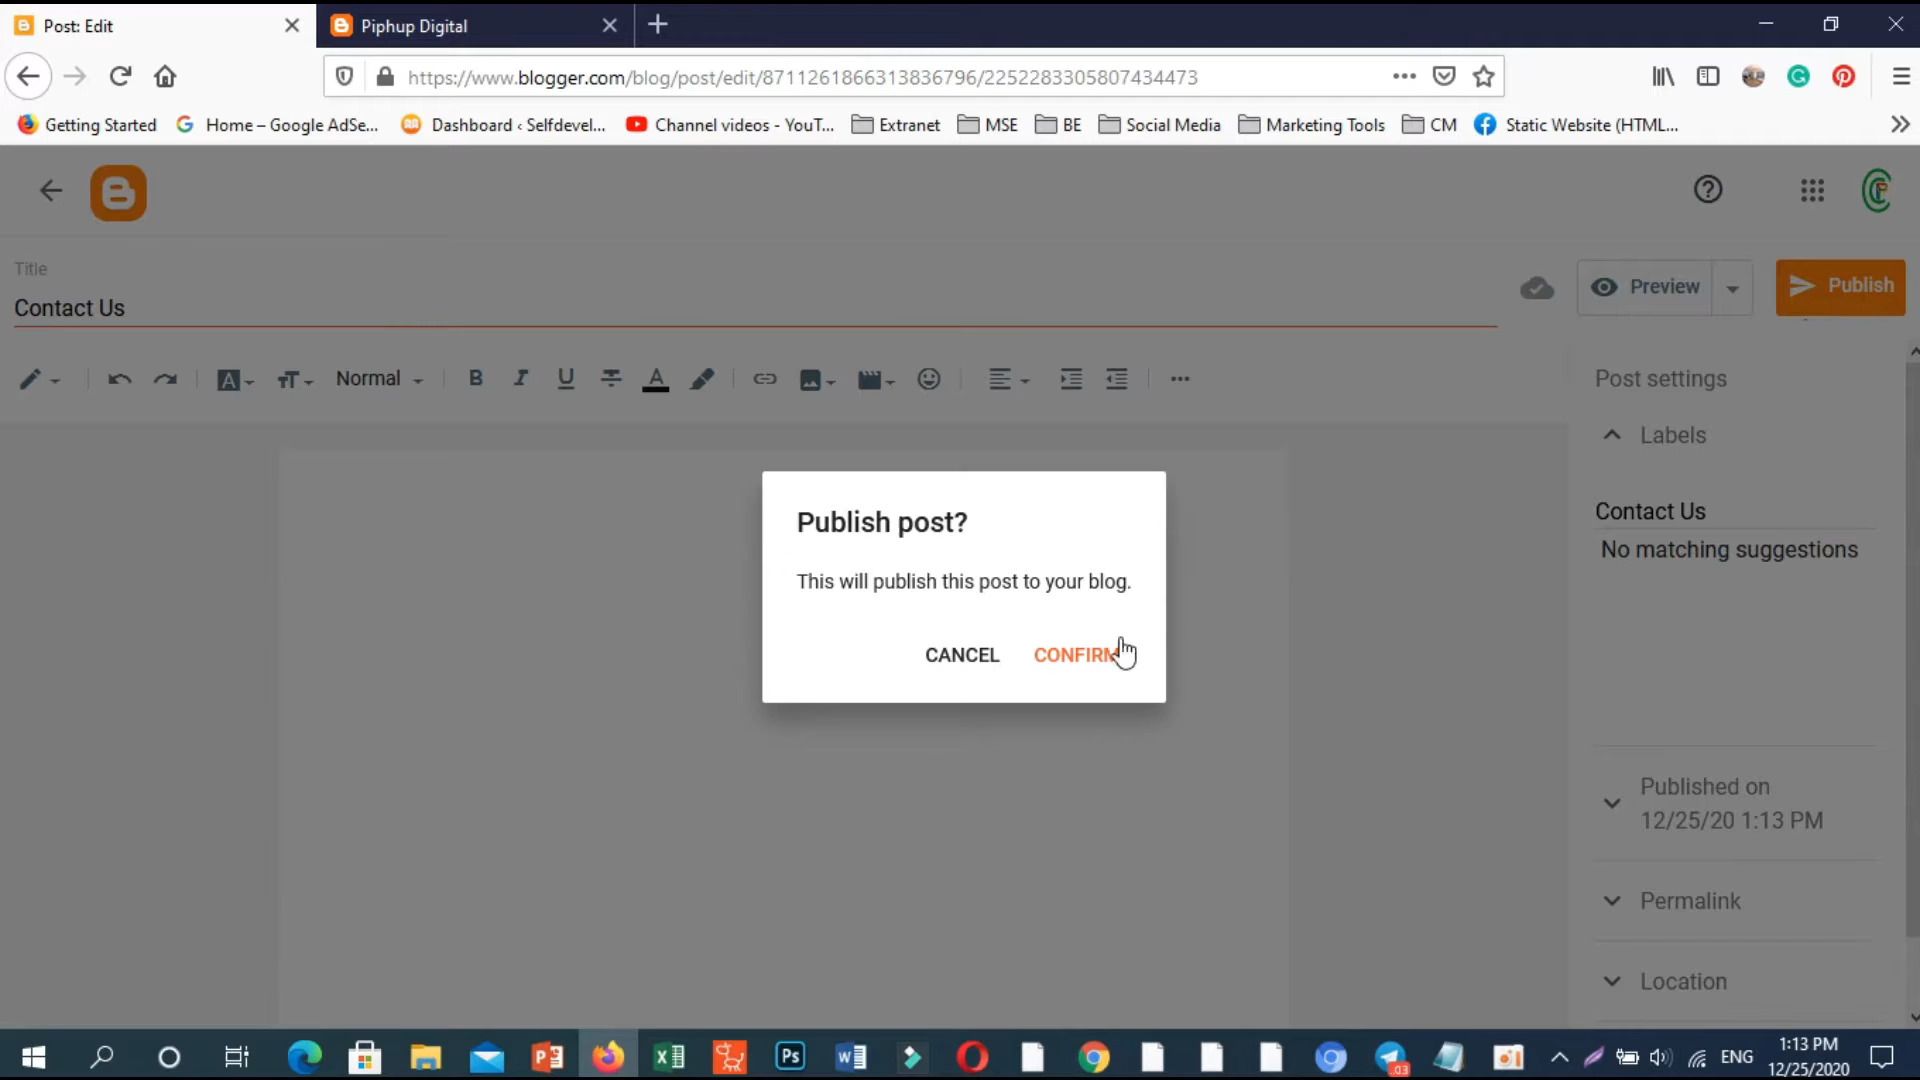 Post: Edit
Piphup Digital
https://www.blogger.com/blog/post/edit/8711261866313836796/2252283305807434473
Getting Started
Home – Google AdSe...
Dashboard ‹ Selfdevel...
Channel videos - YouT...
Extranet
MSE
BE
Social Media
Marketing Tools
CM
Static Website (HTML...
Title
Contact Us
Preview
Publish
Normal
Post settings
Labels
Contact Us
No matching suggestions
Publish post?
This will publish this post to your blog.
CANCEL
CONFIRM
Published on
12/25/20 1:13 PM
Permalink
Location
03
ENG
1:13 PM
12/25/2020